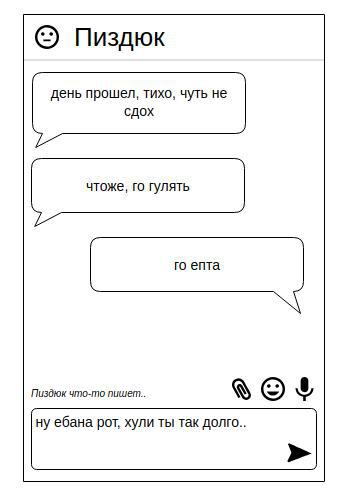 Пиздюк
день прошел, тихо, чуть не
сдох
чтоже, го гулять
го епта
Пиздюк что-то пишет..
ну ебана рот, хули ты так долго..